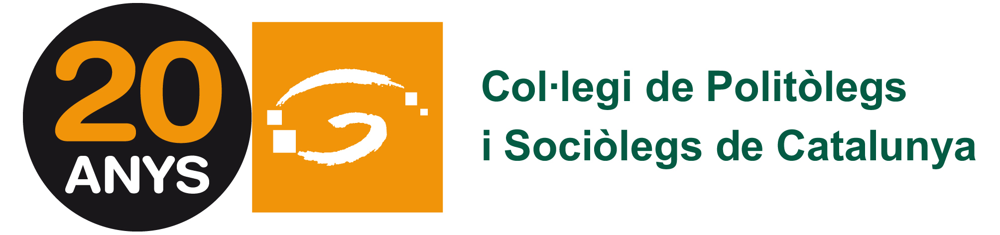 20
ANYS
Col·legi de Politòlegs
i Sociòlegs de Catalunya